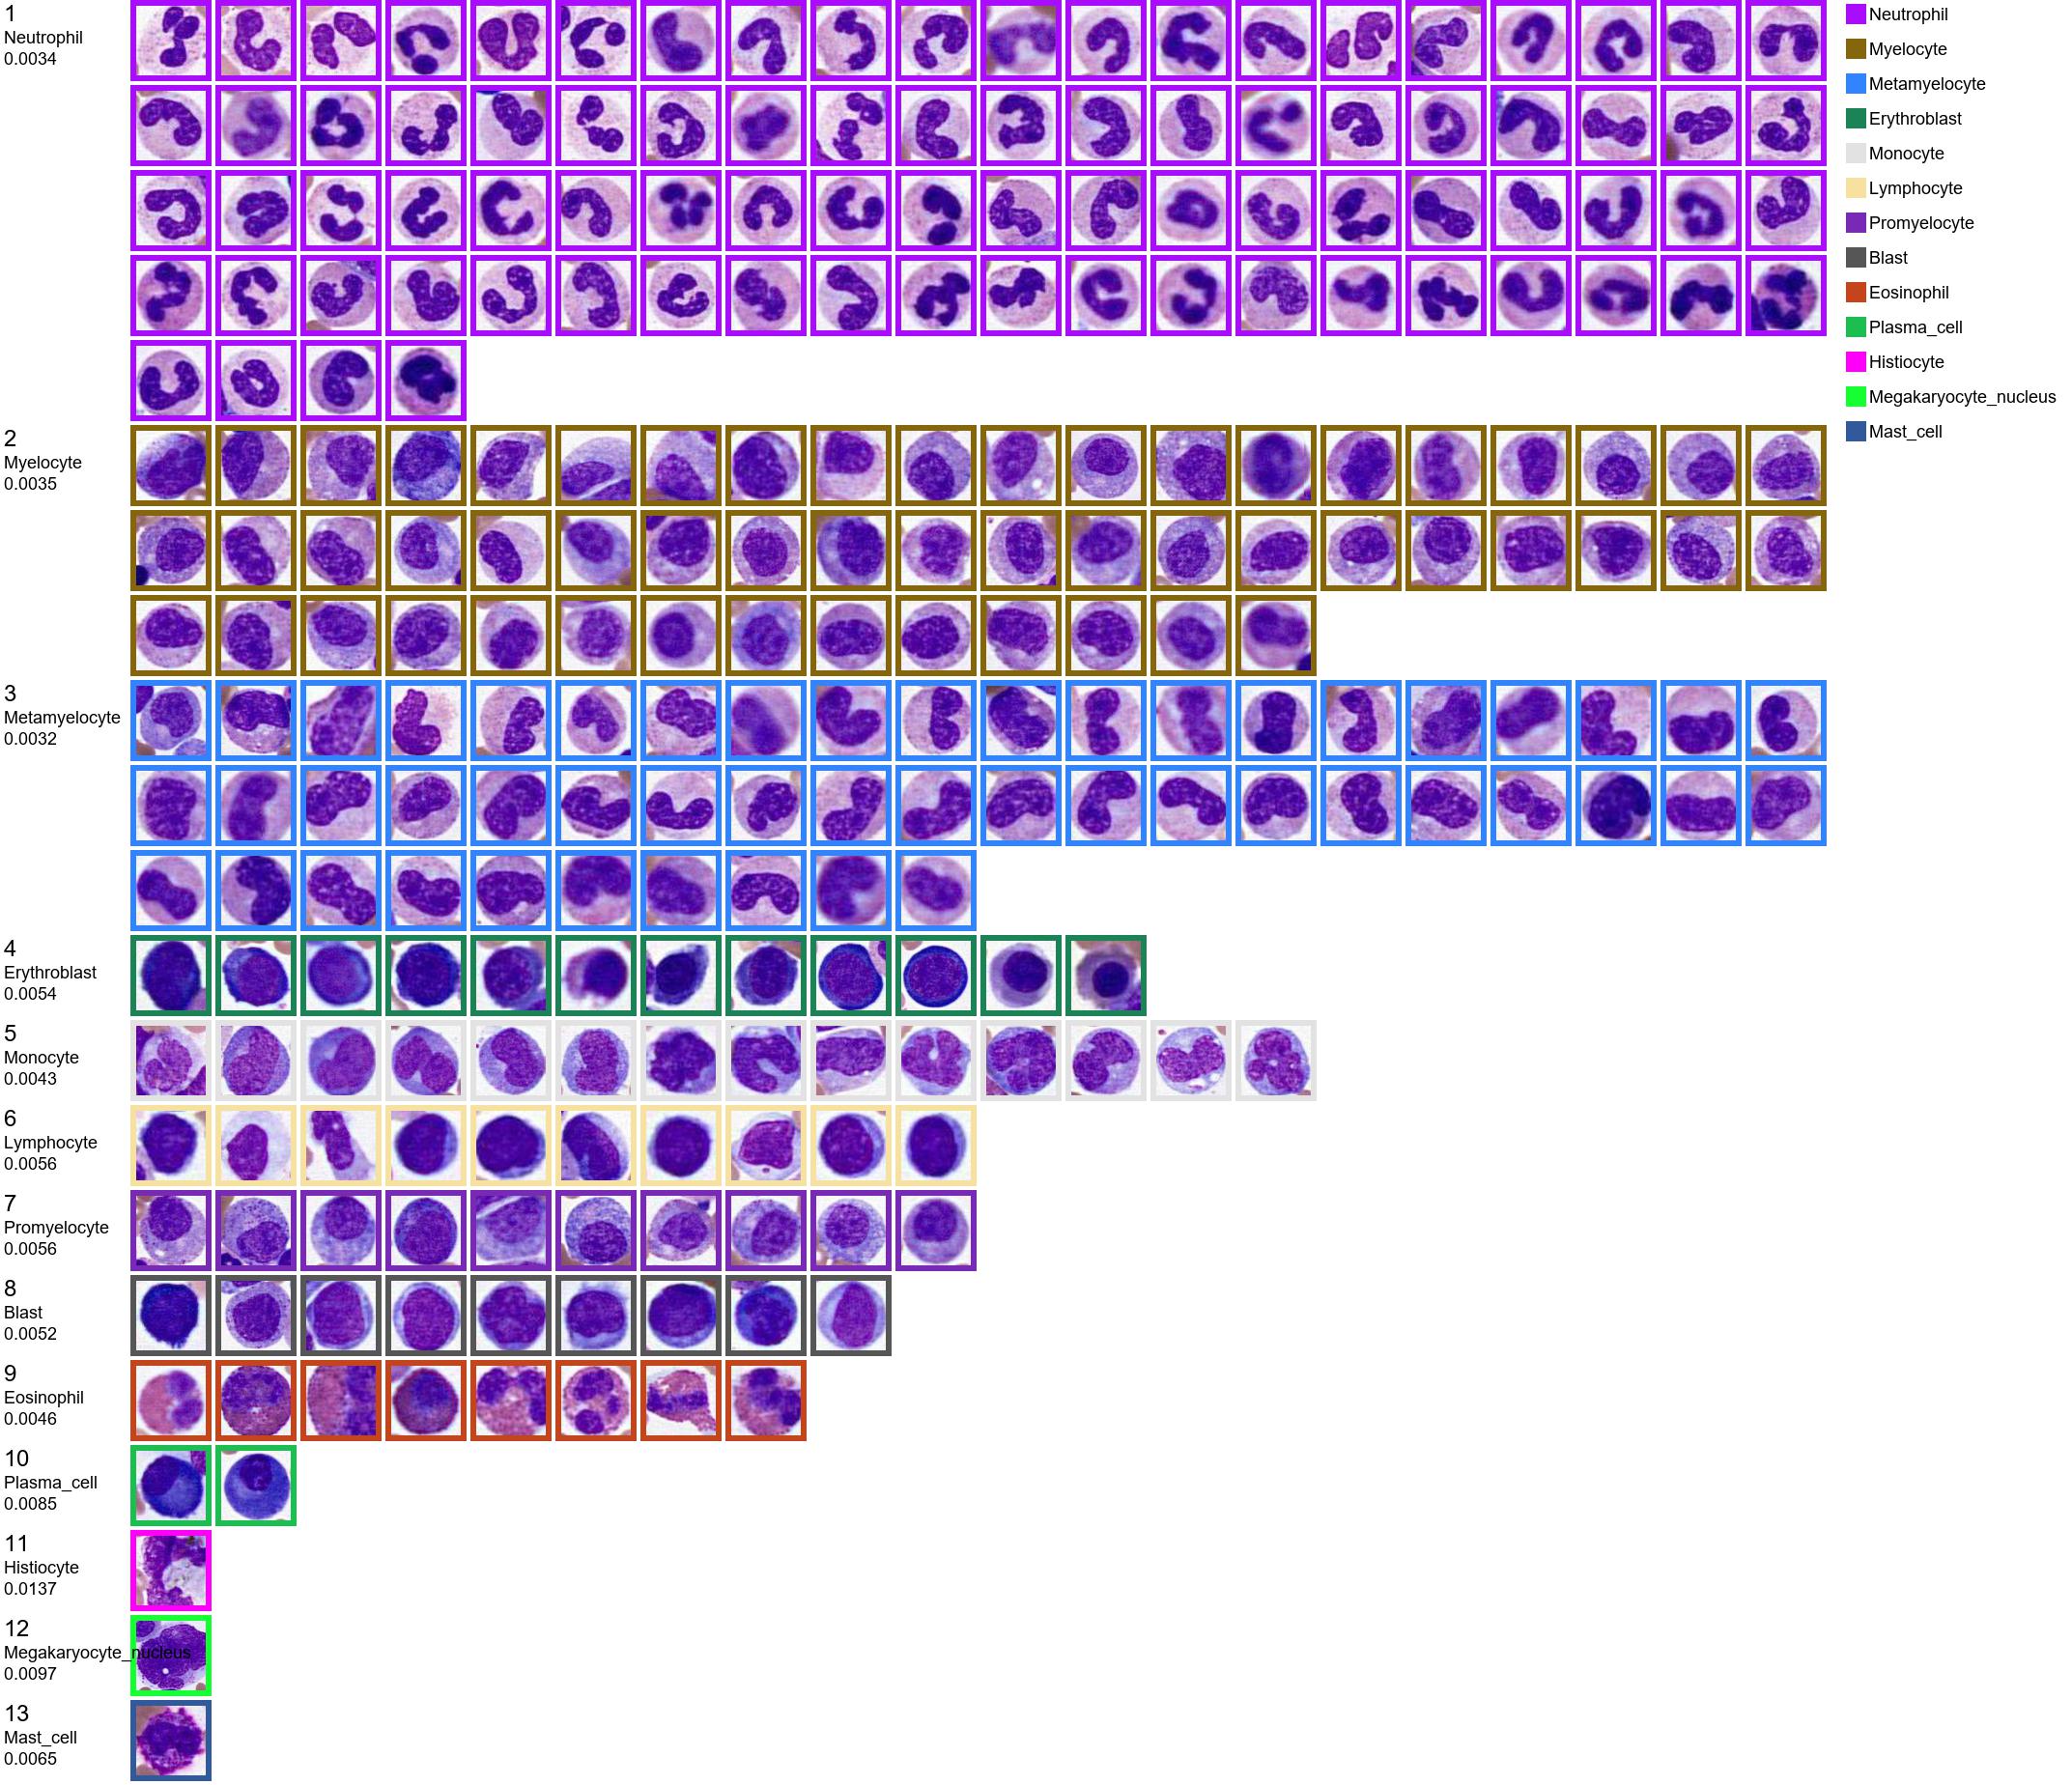 1
Neutrophil
0.0034
2
Myelocyte
0.0035
3
Metamyelocyte
0.0032
4
Erythroblast
0.0054
5
Monocyte
0.0043
6
Lymphocyte
0.0056
7
Promyelocyte
0.0056
8
Blast
0.0052
9
Eosinophil
0.0046
10
Plasma_cell
0.0085
11
Histiocyte
0.0137
12
Megakaryocyte_nucleus
0.0097
13
Mast_cell
0.0065
Neutrophil
Myelocyte
Metamyelocyte
Erythroblast
Monocyte
Lymphocyte
Promyelocyte
Blast
Eosinophil
Plasma_cell
Histiocyte
Megakaryocyte_nucleus
Mast_cell